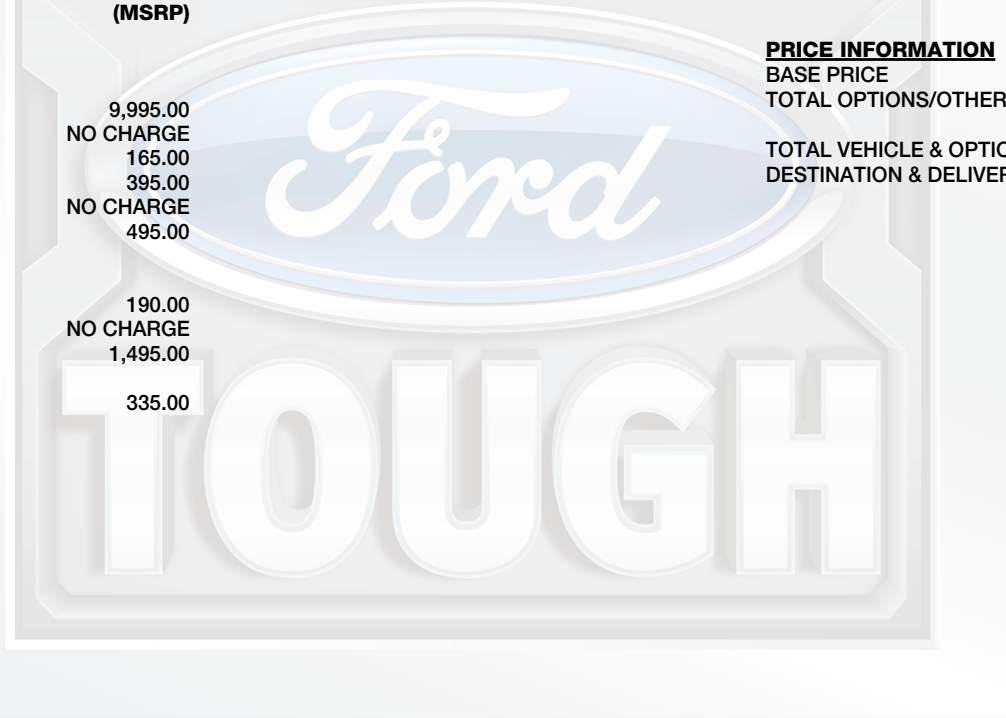 (MSRP)
9,995.00
NO CHARGE
165.00
395.00
NO CHARGE
495.00
190.00
NO CHARGE
1,495.00
335.00
PRICE INFORMATION
BASE PRICE
TOTAL OPTIONS/OTHER
TOTAL VEHICLE & OPTIO
DESTINATION & DELIVER
Ford
TOUGH